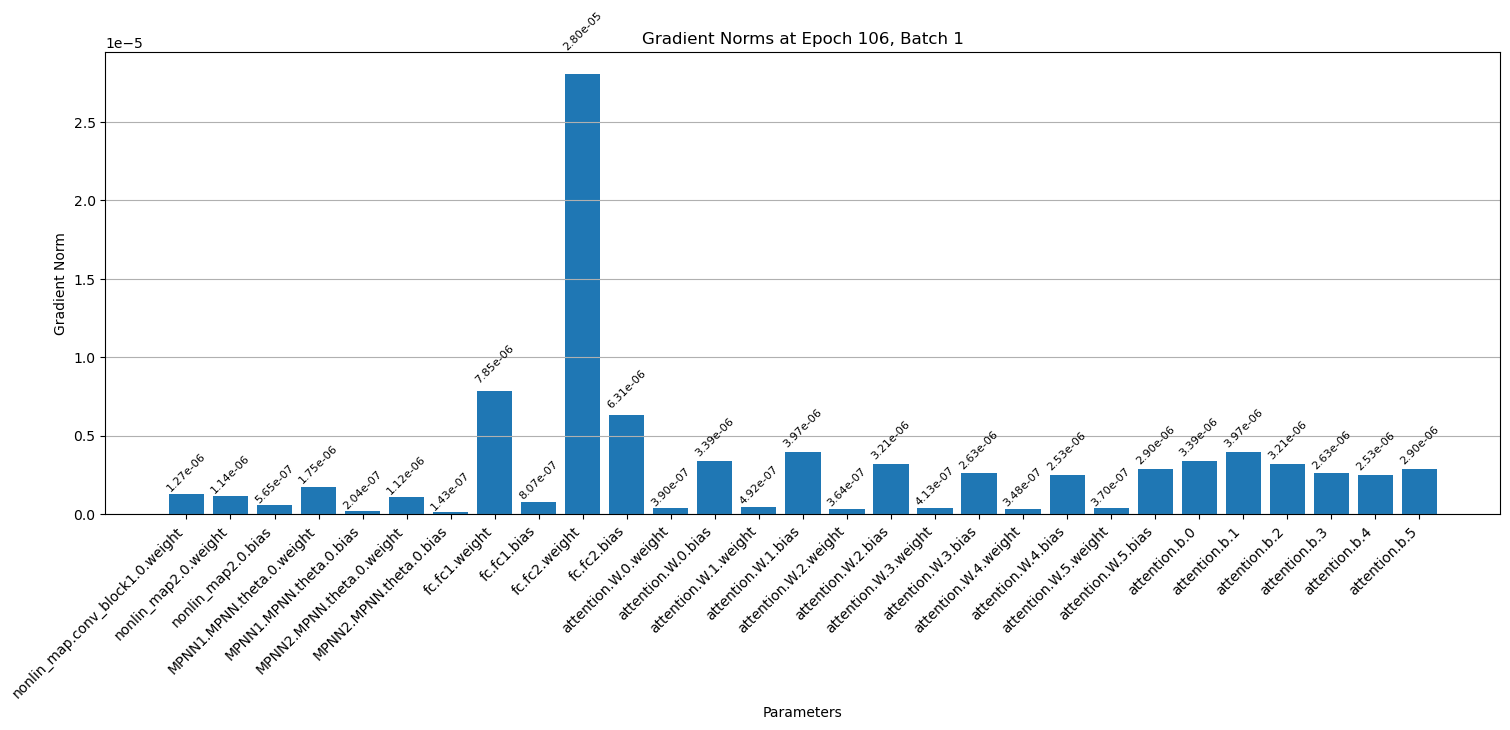 Gradient Norms at Epoch 106, Batch 1
1e−5
Gradient Norm
2.5
2.0
1.5
1.0
0.5
0.0
1.27e-06
1.14e-06
5.65e-07
1.75e-06
2.04e-07
1.12e-06
1.43e-07
7.85e-06
8.07e-07
2.80e-05
6.31e-06
3.90e-07
3.39e-06
4.92e-07
3.97e-06
3.64e-07
3.21e-06
4.13e-07
2.63e-06
3.48e-07
2.53e-06
3.70e-07
2.90e-06
3.39e-06
3.97e-06
3.21e-06
2.63e-06
2.53e-06
2.90e-06
nonlin_map.conv_block1.0.weight
nonlin_map2.0.weight
nonlin_map2.0.bias
MPNN1.MPNN.theta.0.weight
MPNN1.MPNN.theta.0.bias
MPNN2.MPNN.theta.0.weight
MPNN2.MPNN.theta.0.bias
fc.fc1.weight
fc.fc1.bias
fc.fc2.weight
fc.fc2.bias
attention.W.0.weight
attention.W.0.bias
attention.W.1.weight
attention.W.1.bias
attention.W.2.weight
attention.W.2.bias
attention.W.3.weight
attention.W.3.bias
attention.W.4.weight
attention.W.4.bias
attention.W.5.weight
attention.W.5.bias
attention.b.0
attention.b.1
attention.b.2
attention.b.3
attention.b.4
attention.b.5
Parameters